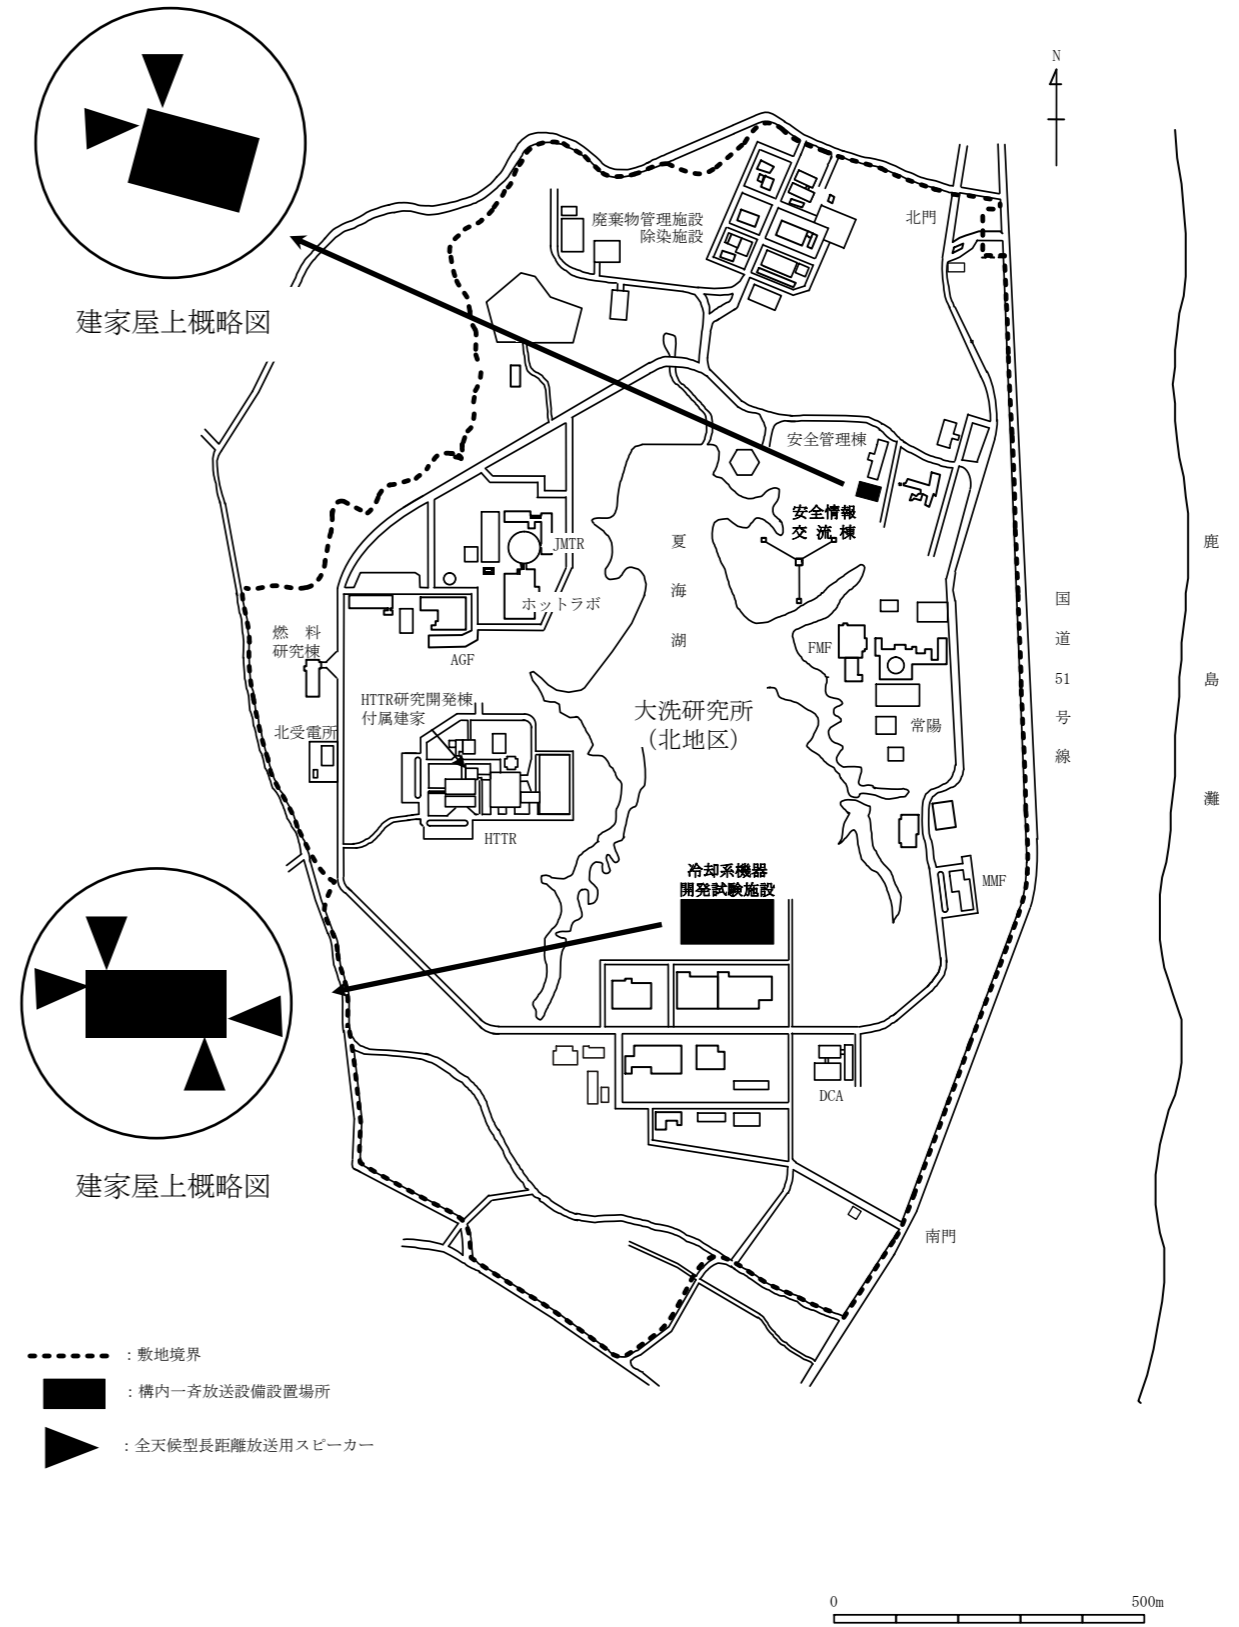 N
北門
廃棄物管理施設
除染施設
建家屋上概略図
安全管理棟
安全情報
交流棟
JMTR
ホットラボ
夏海湖
鹿島灘
国道51号線
燃料
研究棟
AGF
FMF
HTTR研究開発棟
付属建家
北受電所
大洗研究所
(北地区)
常陽
HTTR
冷却系機器
開発試験施設
MMF
DCA
建家屋上概略図
南門
:敷地境界
:構内一斉放送設備設置場所
:全天候型長距離放送用スピーカー
0 500m